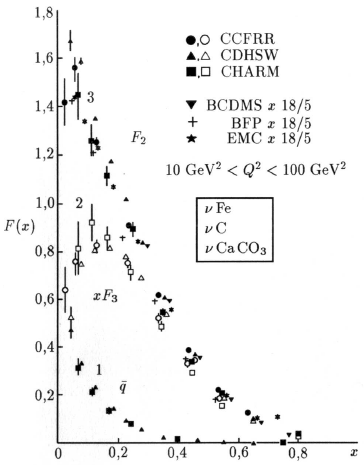 1,8
1,6
1,4
1,2
1,0
F(x)
0,8
0,6
0,4
0,2
0
0
0,2
0,4
0,6
0,8
x
●,○ CCFRR
▲,△ CDHSW
■,□ CHARM
▼ BCDMS x 18/5
+ BFP x 18/5
★ EMC x 18/5
10 GeV² < Q² < 100 GeV²
ν Fe
ν C
ν CaCO₃
3
F₂
2
xF₃
1
q̄